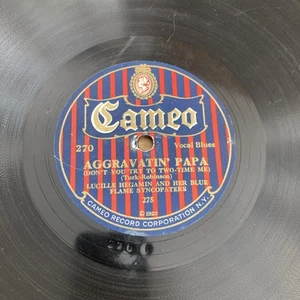 Cameo
270
Vocal Blues
AGGRAVATIN' PAPA
(DON'T YOU TRY TO TWO-TIME ME)
(Turk-Robinson)
LUCILLE HEGAMIN AND HER BLUE
FLAME SYNCOPATERS
275
CAMEO RECORD CORPORATION, N.Y.